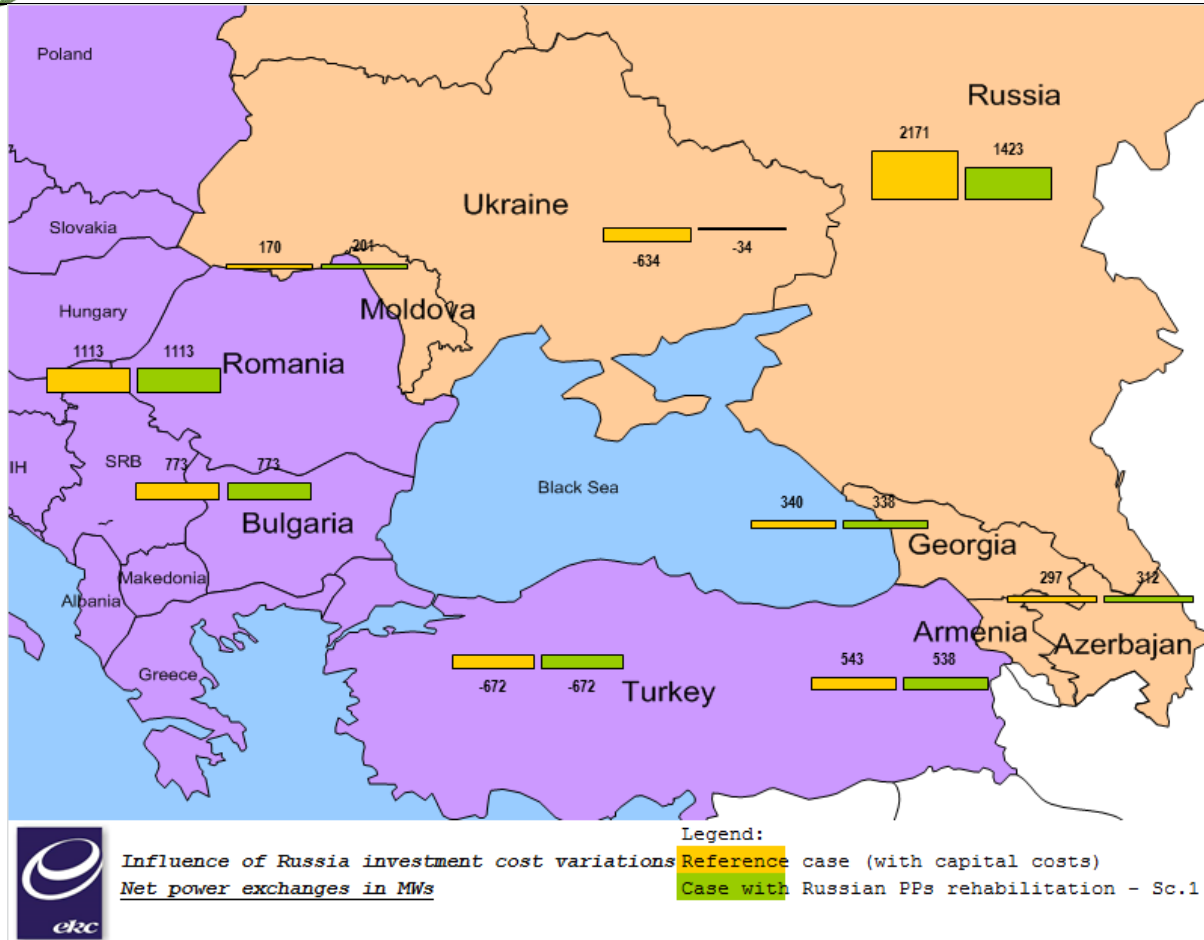 Poland
Russia
2171
1423
Ukraine
Slovakia
170
201
-634
-34
Hungary
Moldova
1113
1113
Romania
IH
SRB
773
773
Black Sea
340
338
Bulgaria
Georgia
Makedonia
297
312
Albania
Armenia
Azerbajan
Greece
543
538
-672
-672
Turkey
Legend:
Influence of Russia investment cost variations
Reference case (with capital costs)
Net power exchanges in MWs
Case with Russian PPs rehabilitation - Sc.1
ekc